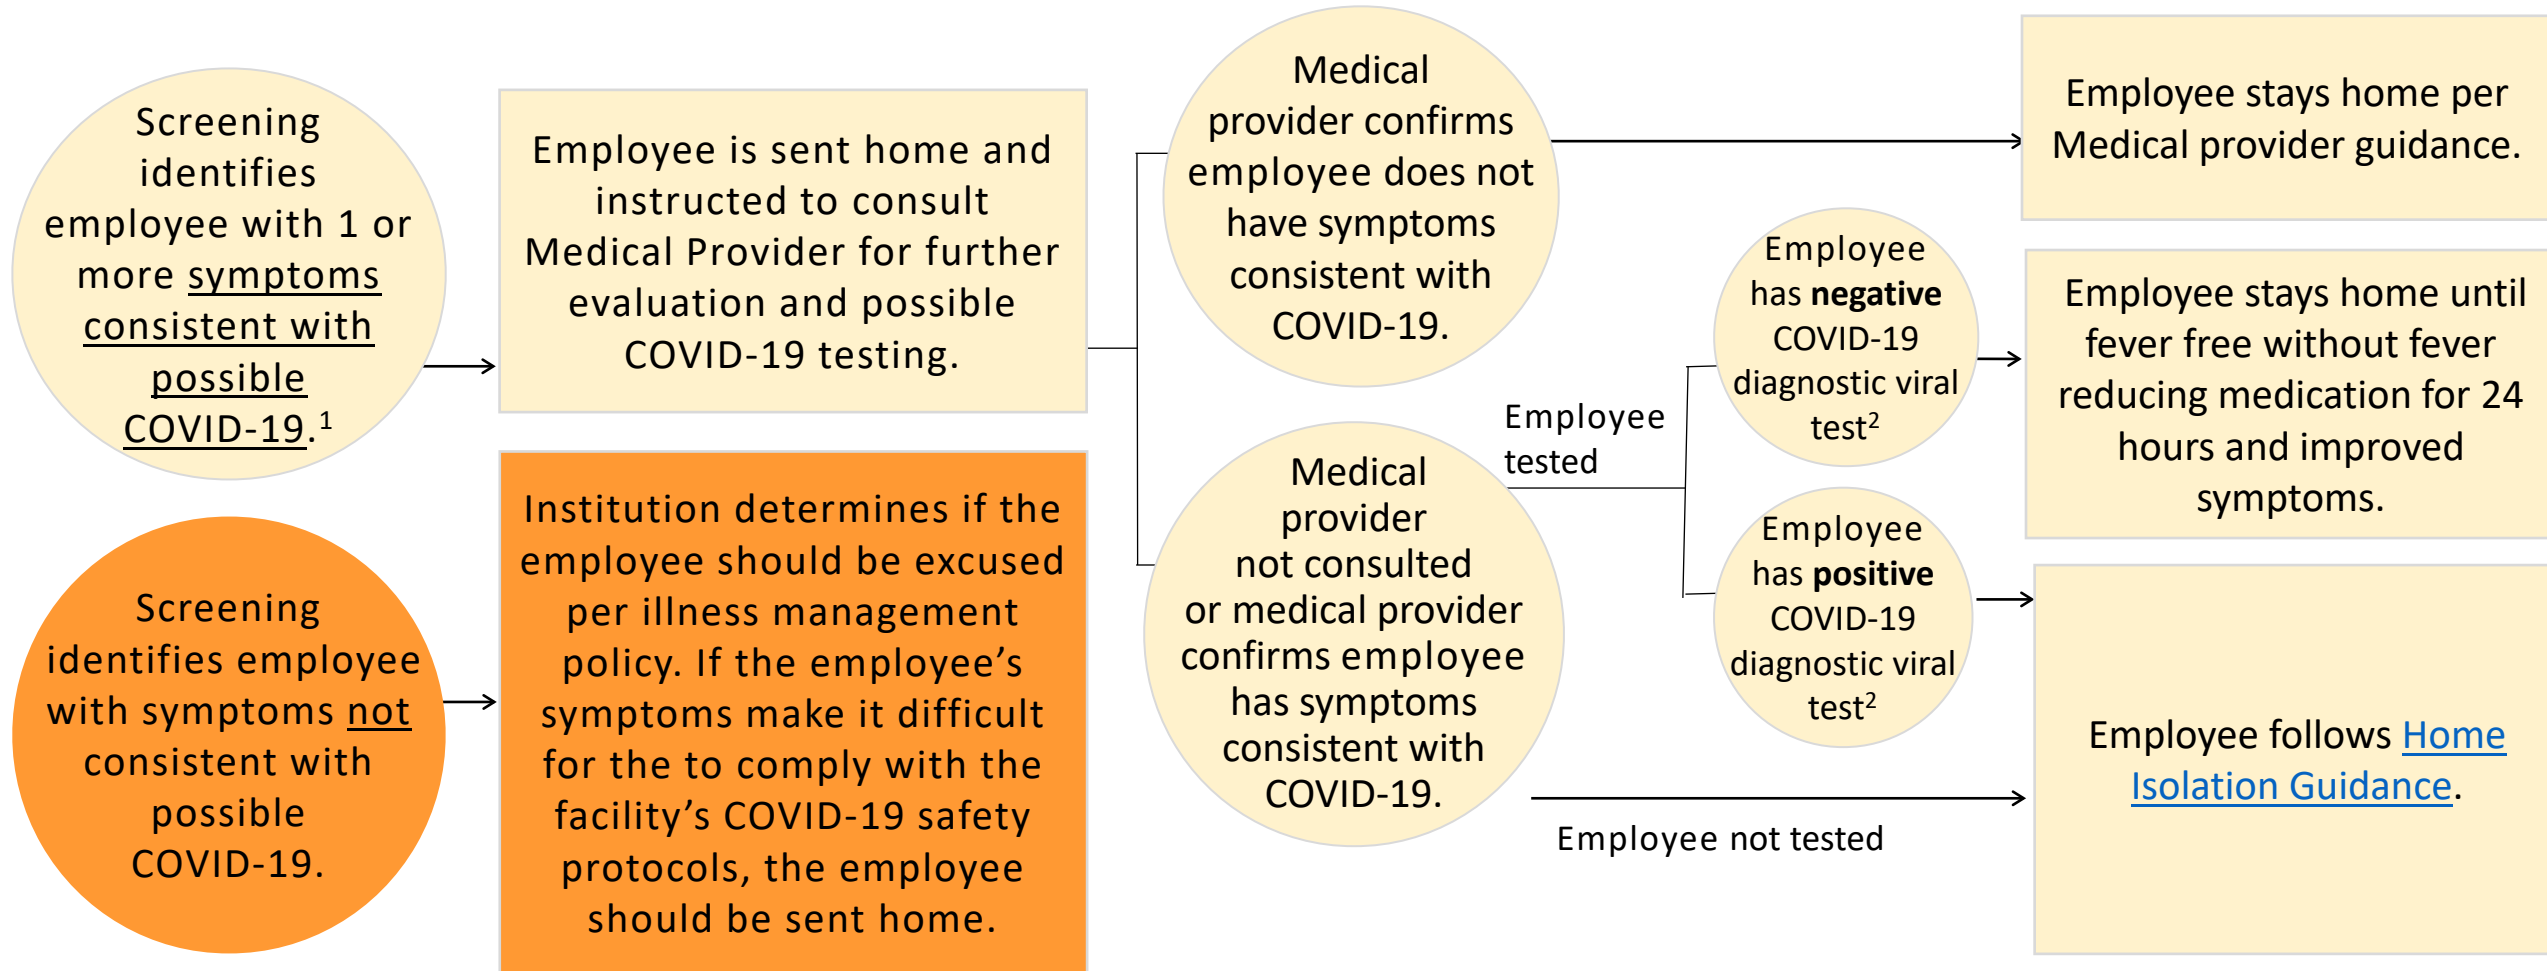 Screening
identifies
employee with 1 or
more symptoms
consistent with
possible
COVID-19.1
Employee is sent home and
instructed to consult
Medical Provider for further
evaluation and possible
COVID-19 testing.
Medical
provider confirms
employee does not
have symptoms
consistent with
COVID-19.
Employee stays home per
Medical provider guidance.
Screening
identifies employee
with symptoms not
consistent with
possible
COVID-19.
Institution determines if the
employee should be excused
per illness management
policy. If the employee’s
symptoms make it difficult
for the to comply with the
facility’s COVID-19 safety
protocols, the employee
should be sent home.
Medical
provider
not consulted
or medical provider
confirms employee
has symptoms
consistent with
COVID-19.
Employee
tested
Employee
has negative
COVID-19
diagnostic viral
test2
Employee stays home until
fever free without fever
reducing medication for 24
hours and improved
symptoms.
Employee
has positive
COVID-19
diagnostic viral
test2
Employee not tested
Employee follows Home
Isolation Guidance.